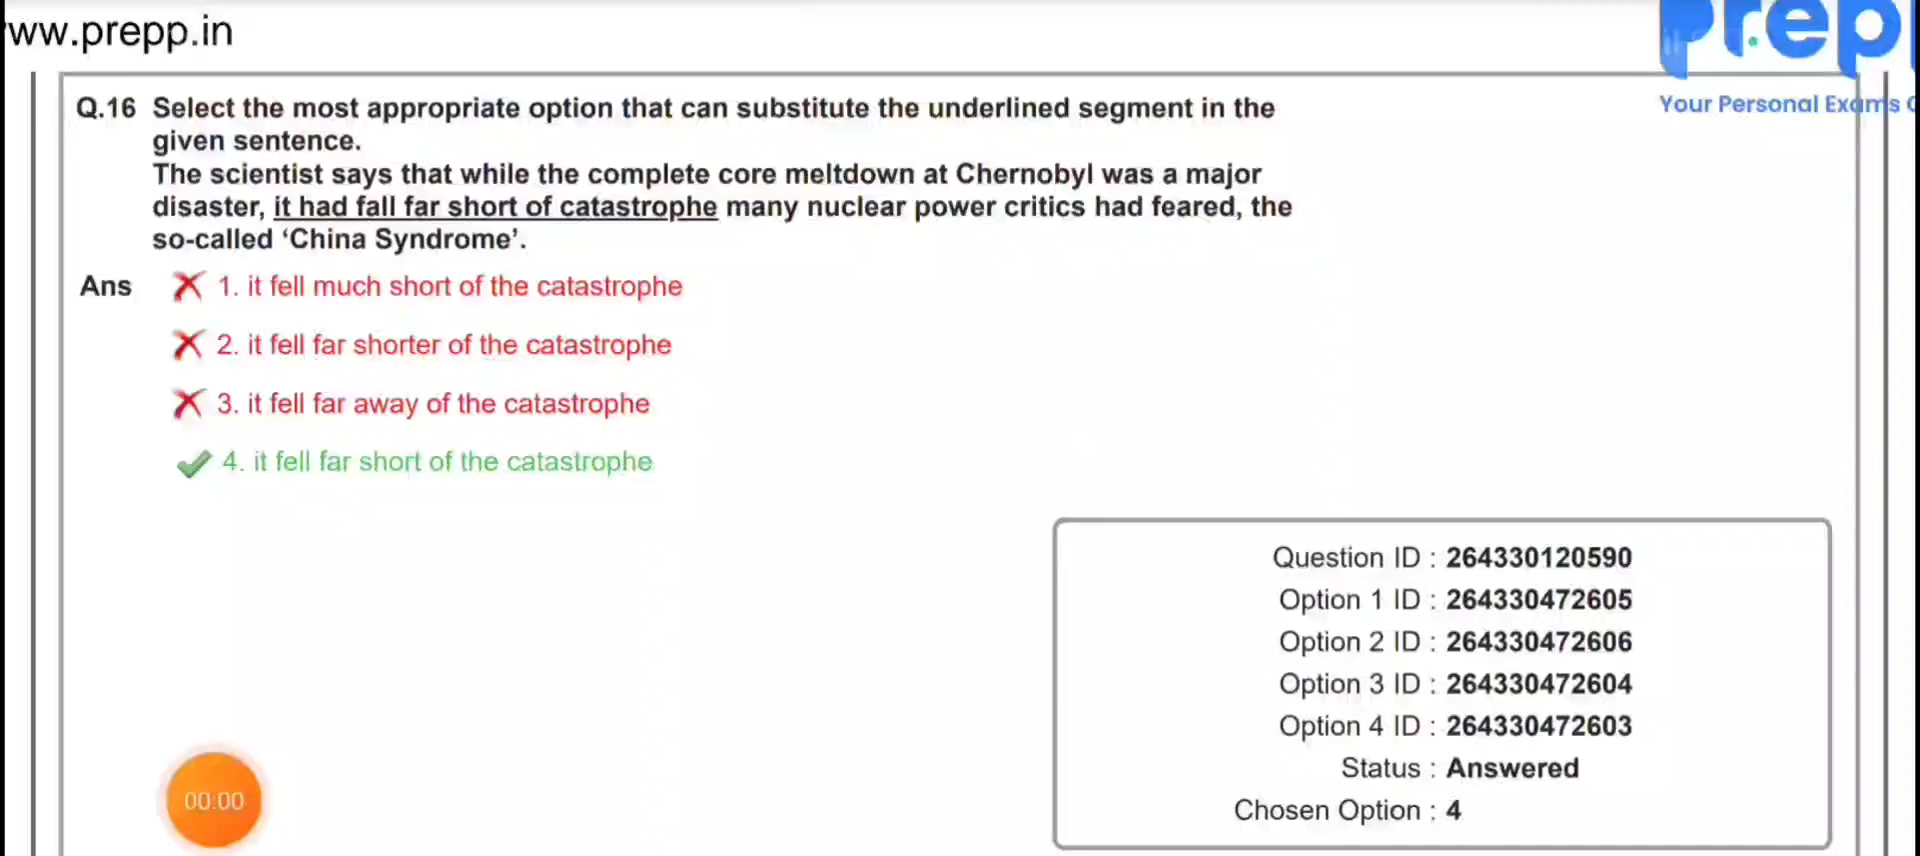 ww.prepp.in
prep
Your Personal Exams
Q.16 Select the most appropriate option that can substitute the underlined segment in the
given sentence.
The scientist says that while the complete core meltdown at Chernobyl was a major
disaster, it had fall far short of catastrophe many nuclear power critics had feared, the
so-called ‘China Syndrome’.
Ans 1. it fell much short of the catastrophe
2. it fell far shorter of the catastrophe
3. it fell far away of the catastrophe
4. it fell far short of the catastrophe
Question ID : 264330120590
Option 1 ID : 264330472605
Option 2 ID : 264330472606
Option 3 ID : 264330472604
Option 4 ID : 264330472603
Status : Answered
Chosen Option : 4
00:00